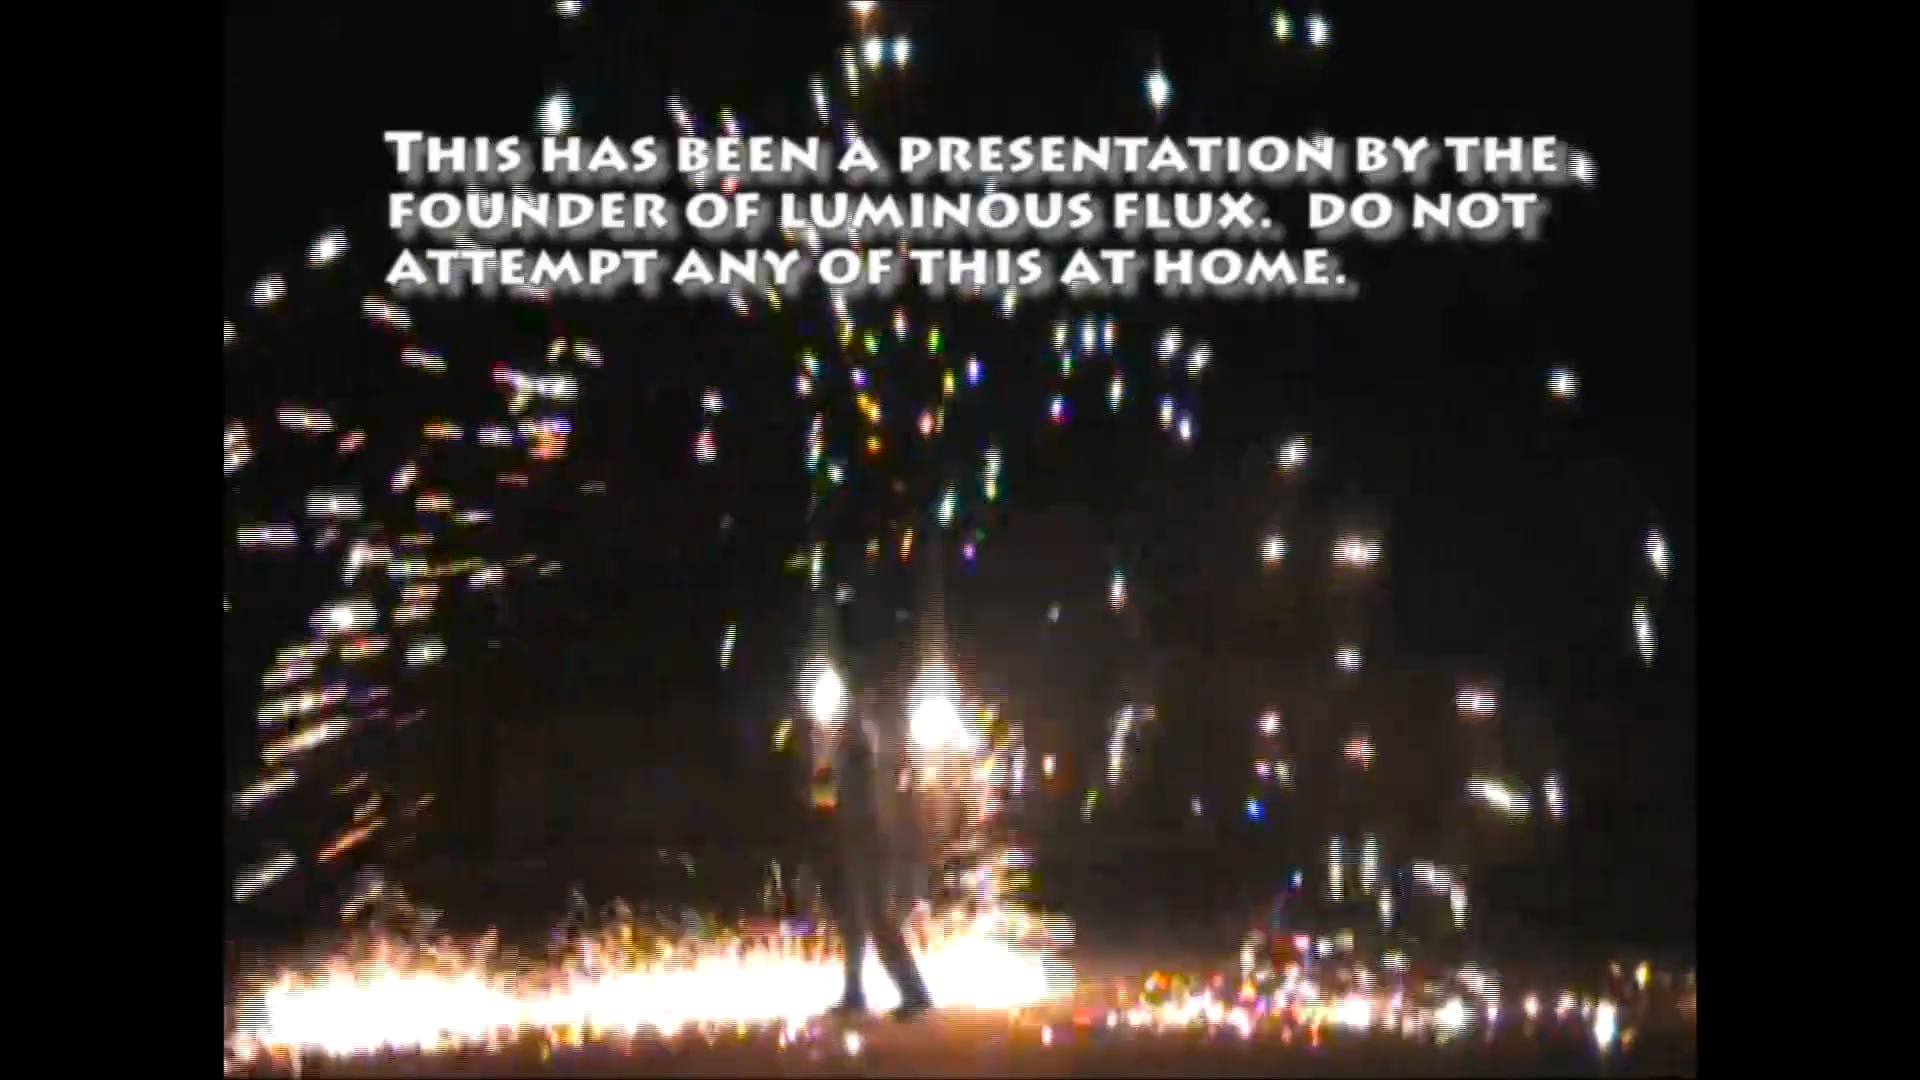 This has been a presentation by the
founder of Luminous Flux.  Do not
attempt any of this at home.